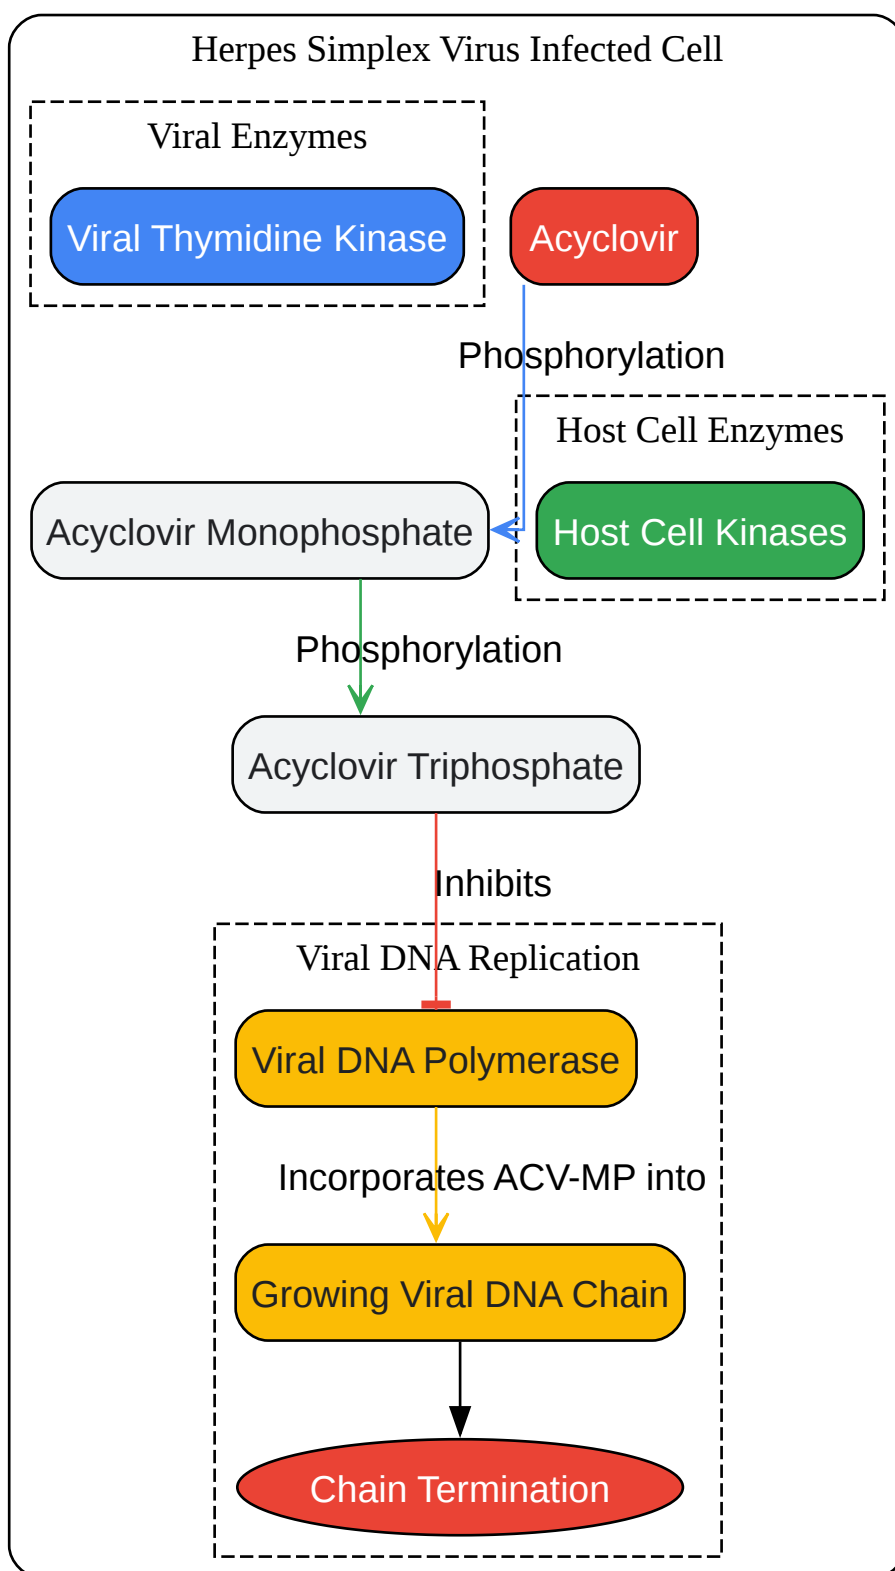 Herpes Simplex Virus Infected Cell
Viral Enzymes
Viral Thymidine Kinase
Acyclovir
Phosphorylation
Host Cell Enzymes
Acyclovir Monophosphate
Host Cell Kinases
Phosphorylation
Acyclovir Triphosphate
Inhibits
Viral DNA Replication
Viral DNA Polymerase
Incorporates ACV-MP into
Growing Viral DNA Chain
Chain Termination